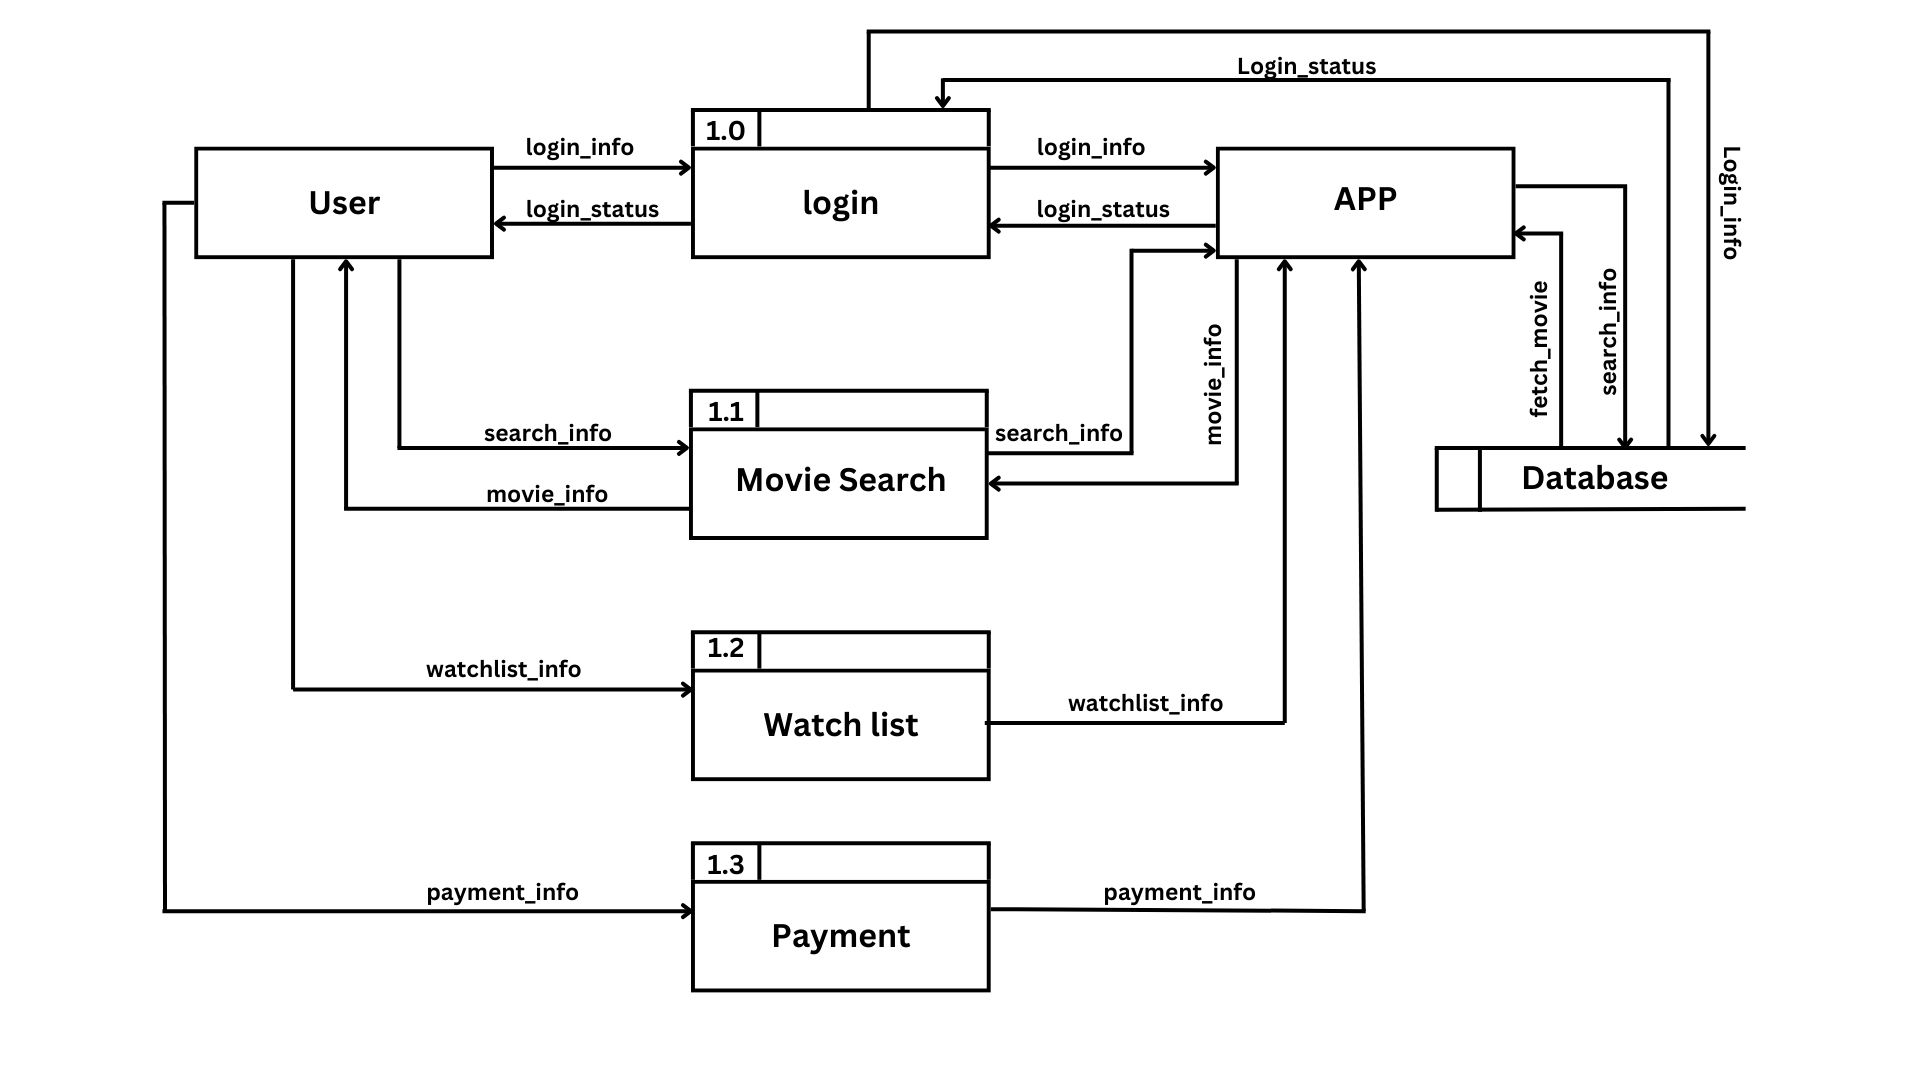 Login_status
1.0
login_info
login_info
Login_info
User
login
APP
login_status
login_status
fetch_movie
search_info
movie_info
1.1
search_info
search_info
Movie Search
Database
movie_info
1.2
watchlist_info
watchlist_info
Watch list
1.3
payment_info
payment_info
Payment